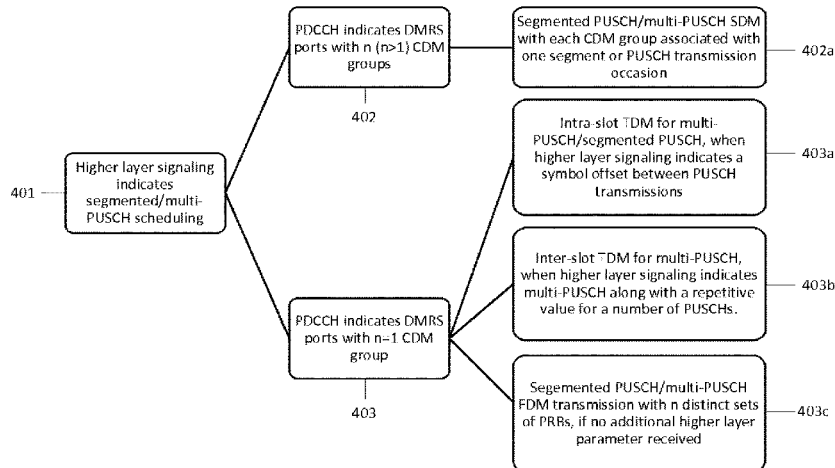 PDCCH indicates DMRS
ports with n (n>1) CDM
groups
402
Segmented PUSCH/multi-PUSCH SDM
with each CDM group associated with
one segment or PUSCH transmission
occasion
402a
401
Higher layer signaling
indicates
segmented/multi-
PUSCH scheduling
Intra-slot TDM for multi-
PUSCH/segmented PUSCH, when
higher layer signaling indicates a
symbol offset between PUSCH
transmissions
403a
Inter-slot TDM for multi-PUSCH,
when higher layer signaling indicates
multi-PUSCH along with a repetitive
value for a number of PUSCHs.
403b
PDCCH indicates DMRS
ports with n=1 CDM
group
403
Segemented PUSCH/multi-PUSCH
FDM transmission with n distinct sets
of PRBs, if no additional higher layer
parameter received
403c